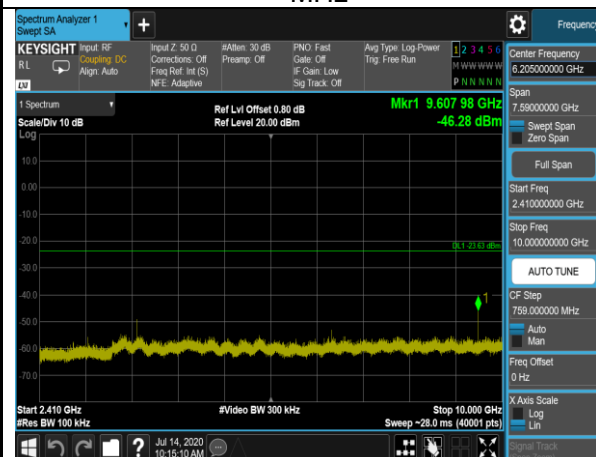 Spectrum Analyzer 1
Swept SA
Frequency
KEYSIGHT
RL
LXI
Input: RF
Coupling: DC
Align: Auto
Input Z: 50 Ω
Corrections: Off
Freq Ref: Int (S)
NFE: Adaptive
#Atten: 30 dB
Preamp: Off
PNO: Fast
Gate: Off
IF Gain: Low
Sig Track: Off
Avg Type: Log-Power
Trig: Free Run
1 2 3 4 5 6
M W W W W W
P N N N N N
1 Spectrum
Scale/Div 10 dB
Ref Lvl Offset 0.80 dB
Ref Level 20.00 dBm
Mkr1 9.607 98 GHz
-46.28 dBm
Log
10.0
0.00
-10.0
-20.0
-30.0
-40.0
-50.0
-60.0
-70.0
DL1 -23.63 dBm
1
Start 2.410 GHz
#Res BW 100 kHz
#Video BW 300 kHz
Stop 10.000 GHz
Sweep ~28.0 ms (40001 pts)
Jul 14, 2020
10:15:10 AM
Center Frequency
6.205000000 GHz
Span
7.59000000 GHz
Swept Span
Zero Span
Full Span
Start Freq
2.410000000 GHz
Stop Freq
10.000000000 GHz
AUTO TUNE
CF Step
759.000000 MHz
Auto
Man
Freq Offset
0 Hz
X Axis Scale
Log
Lin
Signal Track